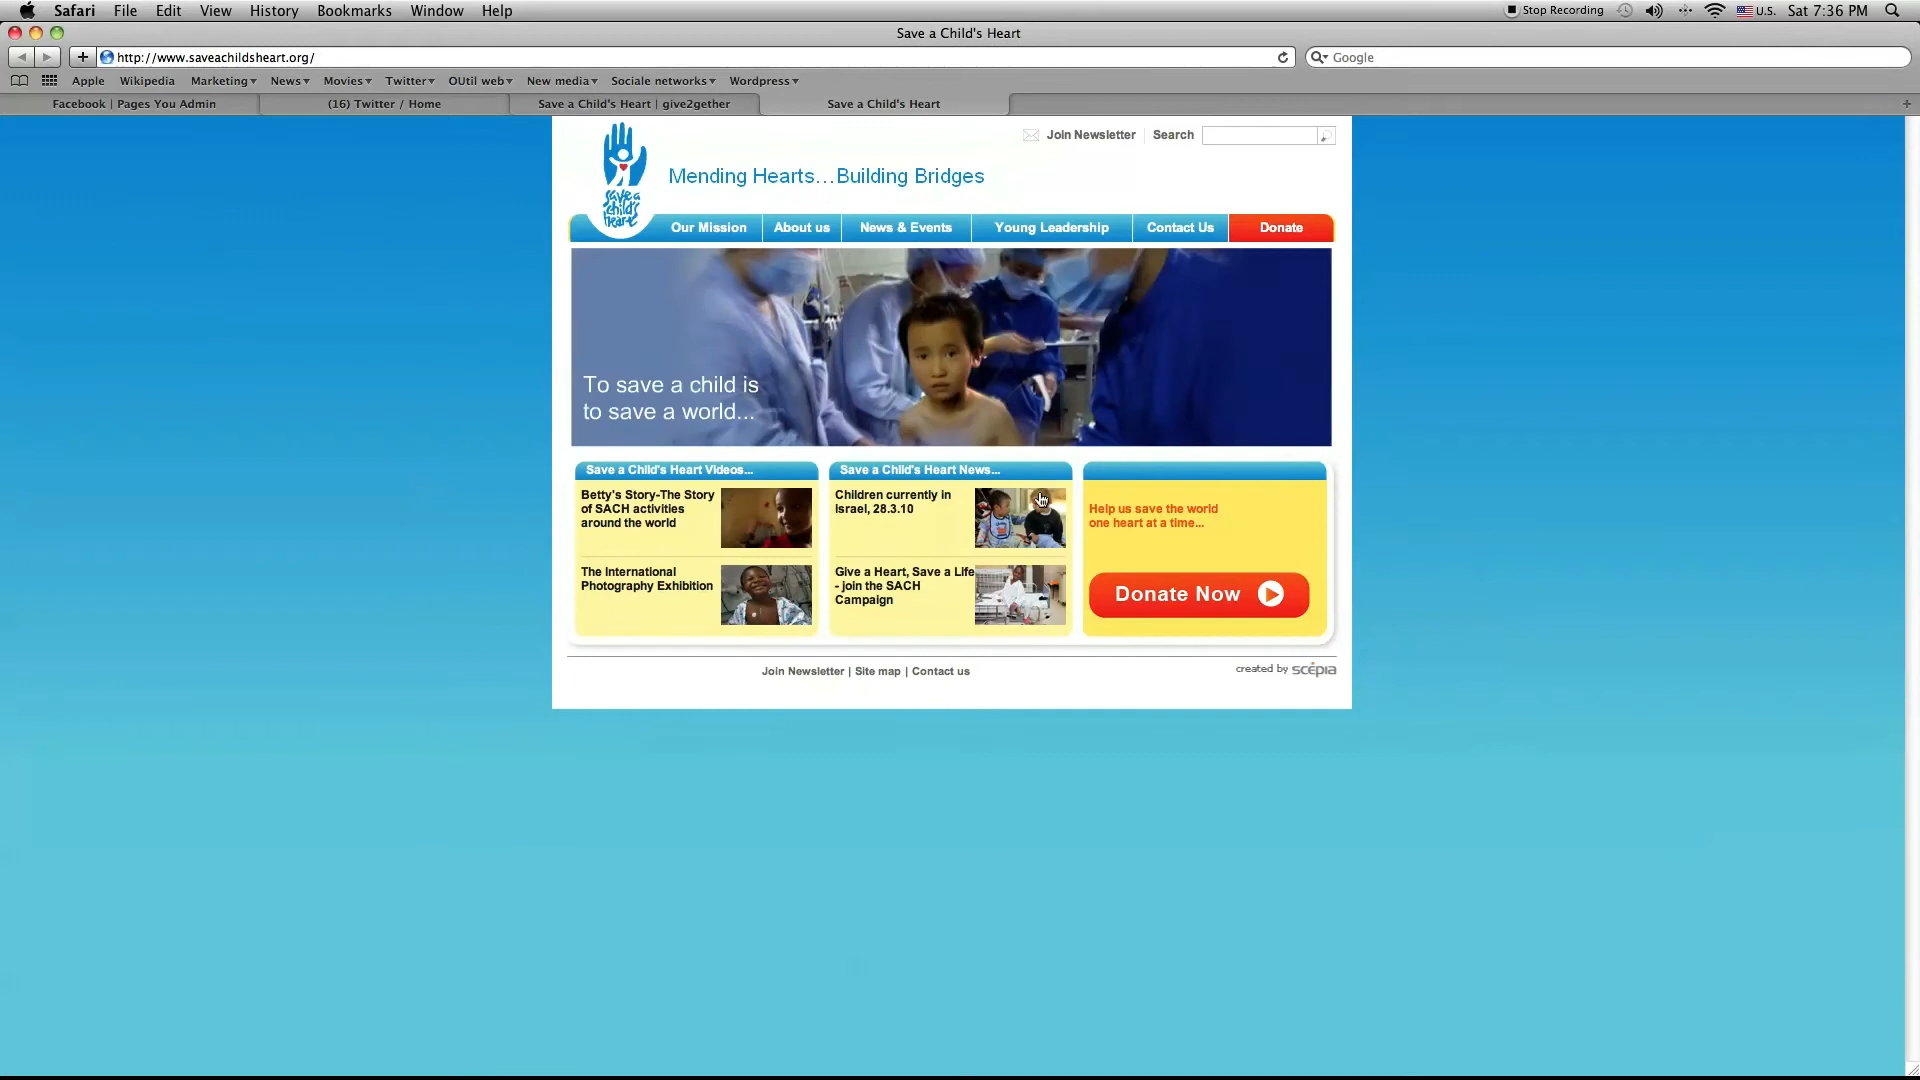 Safari File Edit View History Bookmarks Window Help Stop Recording U.S. Sat 7:36 PM
Save a Child's Heart
http://www.saveachildsheart.org/ Google
Apple Wikipedia Marketing News Movies Twitter OUtil web New media Sociale networks Wordpress
Facebook | Pages You Admin (16) Twitter / Home Save a Child's Heart | give2gether Save a Child's Heart
Join Newsletter Search
save a
child's
heart
Mending Hearts...Building Bridges
Our Mission About us News & Events Young Leadership Contact Us Donate
To save a child is
to save a world...
Save a Child's Heart Videos...
Betty's Story-The Story
of SACH activities
around the world
The International
Photography Exhibition
Save a Child's Heart News...
Children currently in
Israel, 28.3.10
Give a Heart, Save a Life
- join the SACH
Campaign
Help us save the world
one heart at a time...
Donate Now
Join Newsletter | Site map | Contact us
created by scepia